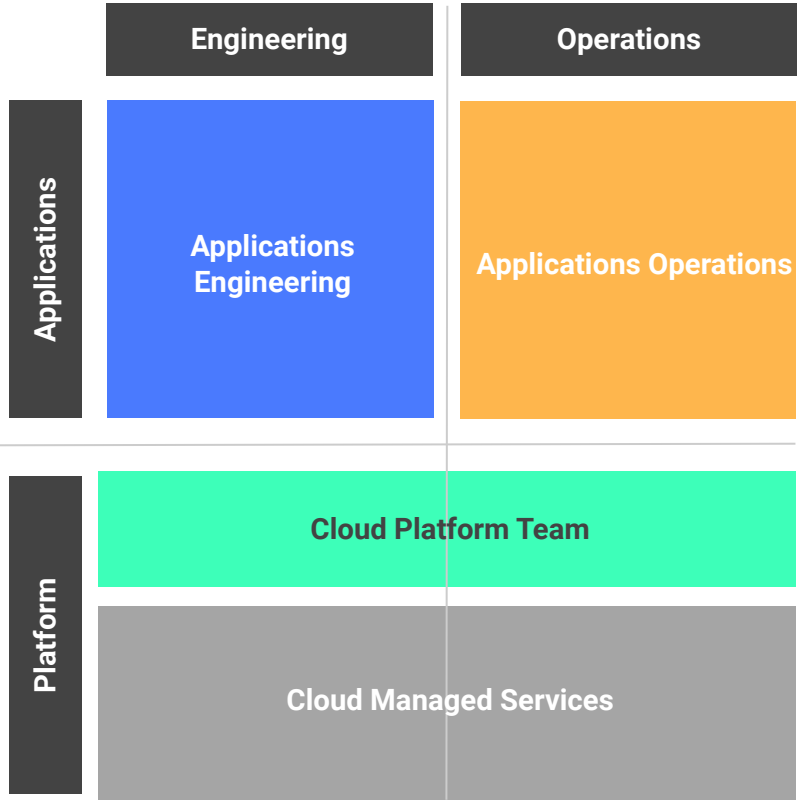 Engineering
Operations
Applications
Applications
Engineering
Applications Operations
Platform
Cloud Platform Team
Cloud Managed Services